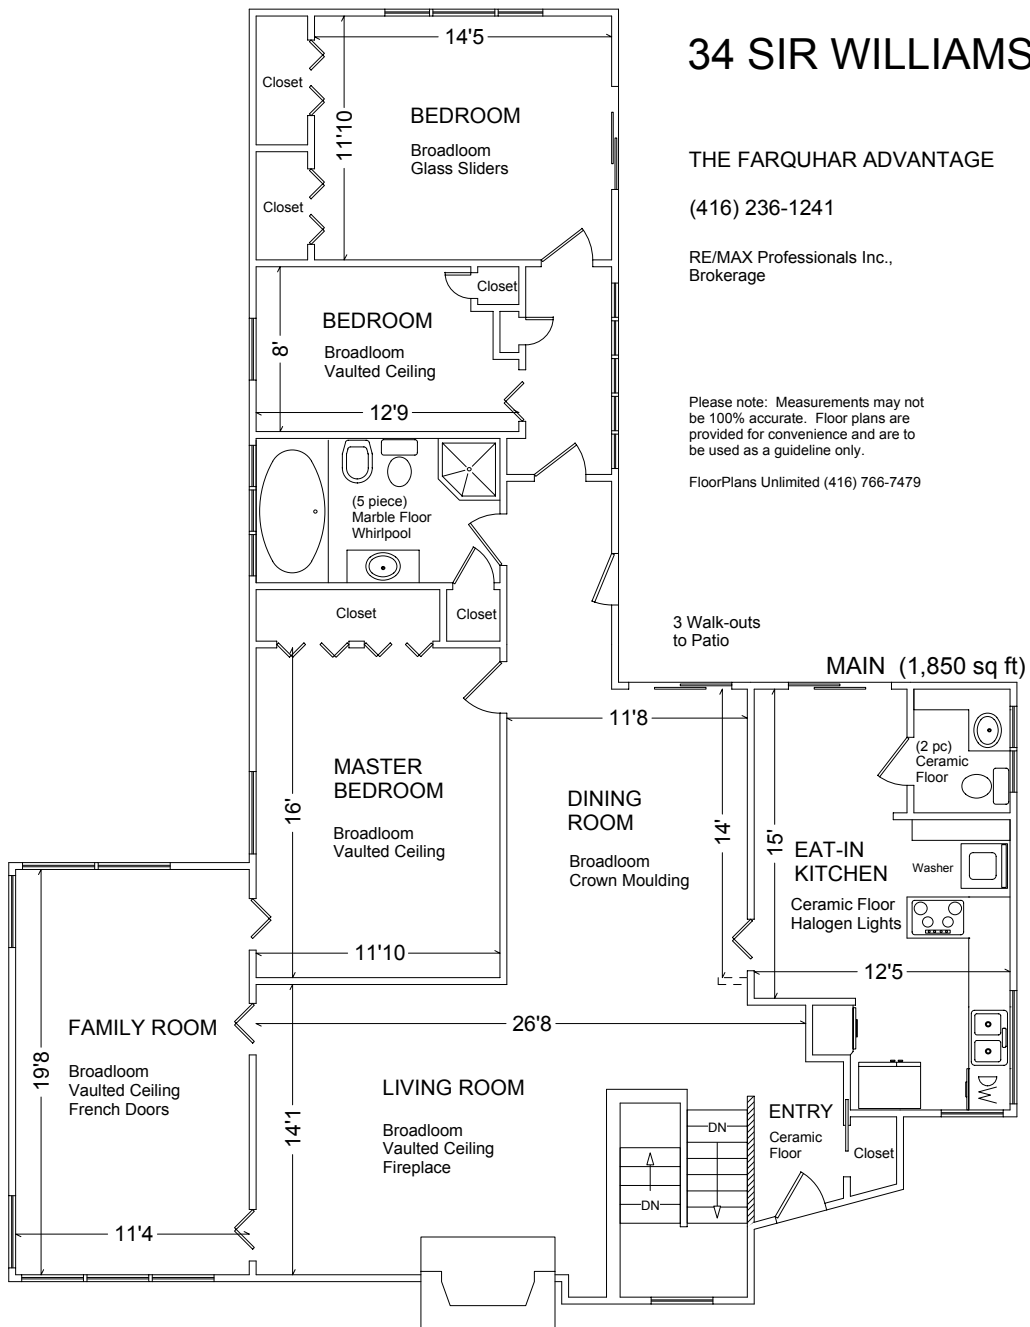 34 SIR WILLIAMS
THE FARQUHAR ADVANTAGE
(416) 236-1241
RE/MAX Professionals Inc.,
Brokerage
Please note: Measurements may not
be 100% accurate. Floor plans are
provided for convenience and are to
be used as a guideline only.
FloorPlans Unlimited (416) 766-7479
3 Walk-outs
to Patio
MAIN (1,850 sq ft)
14'5
Closet
11'10
BEDROOM
Broadloom
Glass Sliders
Closet
Closet
BEDROOM
Broadloom
Vaulted Ceiling
8'
12'9
(5 piece)
Marble Floor
Whirlpool
Closet
Closet
11'8
MASTER
BEDROOM
Broadloom
Vaulted Ceiling
16'
11'10
DINING
ROOM
Broadloom
Crown Moulding
14'
15'
(2 pc)
Ceramic
Floor
EAT-IN
KITCHEN
Ceramic Floor
Halogen Lights
Washer
12'5
DW
FAMILY ROOM
Broadloom
Vaulted Ceiling
French Doors
19'8
11'4
26'8
LIVING ROOM
Broadloom
Vaulted Ceiling
Fireplace
14'1
DN
DN
ENTRY
Ceramic
Floor
Closet